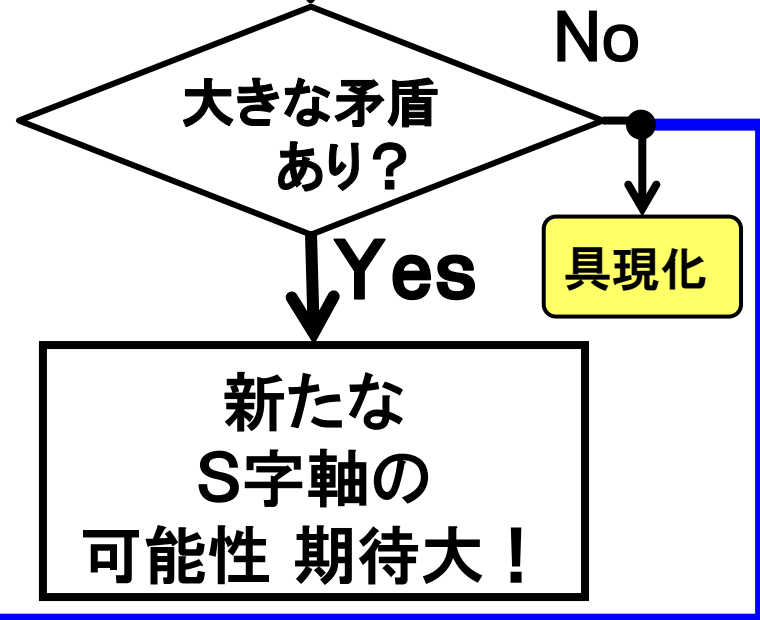 No
大きな矛盾
あり？
Yes
具現化
新たな
S字軸の
可能性 期待大！